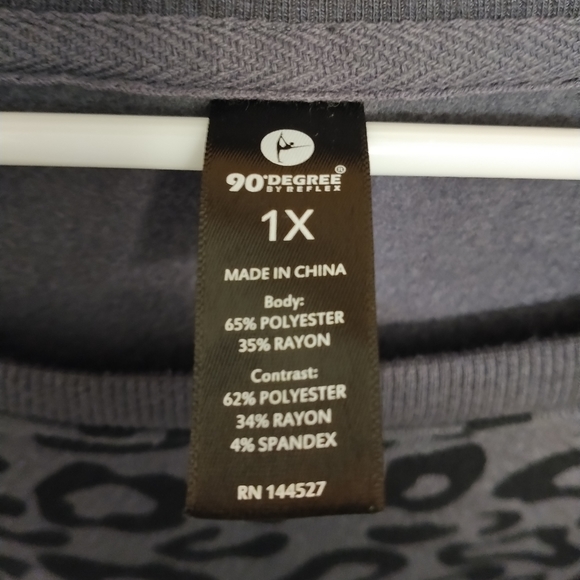 90°DEGREE®
BY REFLEX
1X
MADE IN CHINA
Body:
65% POLYESTER
35% RAYON
Contrast:
62% POLYESTER
34% RAYON
4% SPANDEX
RN 144527